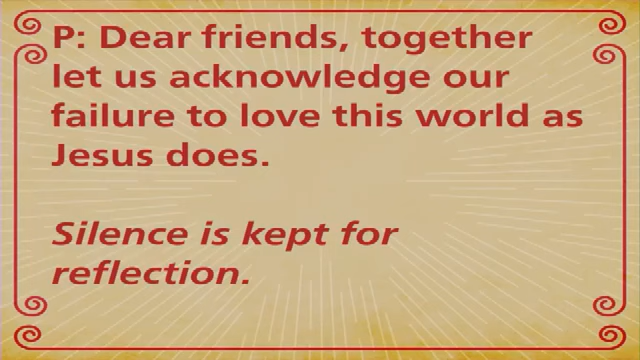 P: Dear friends, together
let us acknowledge our
failure to love this world as
Jesus does.
Silence is kept for
reflection.